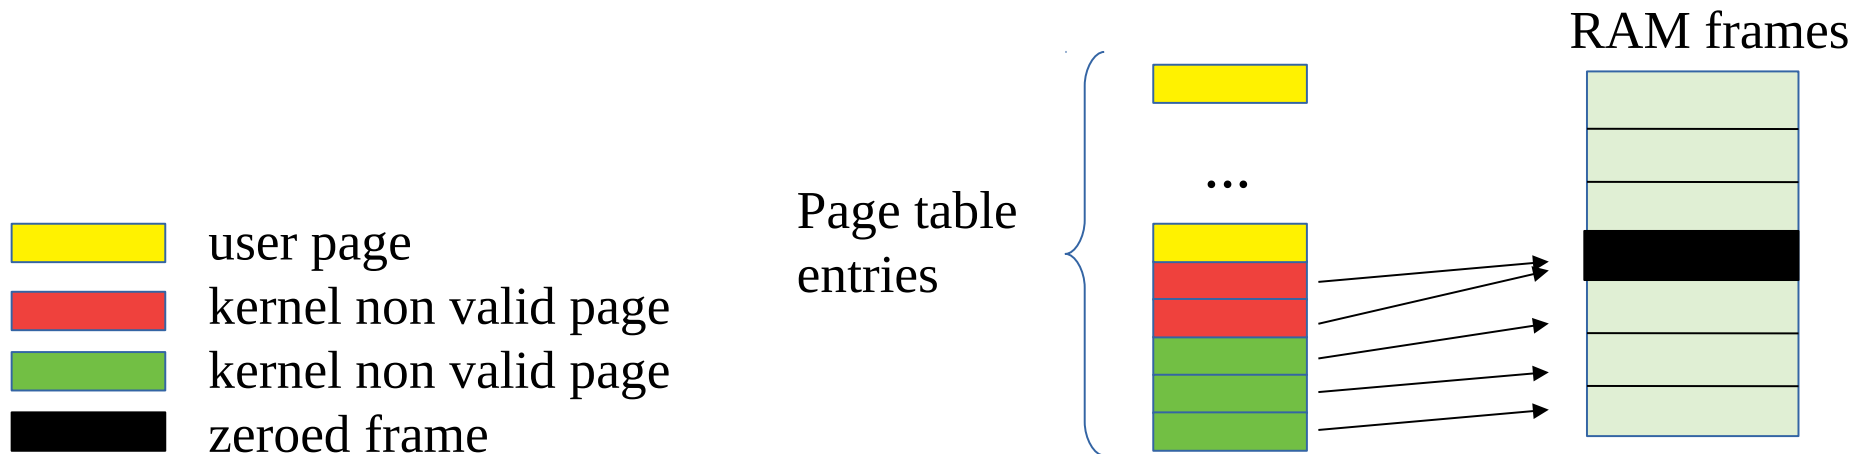 RAM frames
...
Page table
entries
user page
kernel non valid page
kernel non valid page
zeroed frame